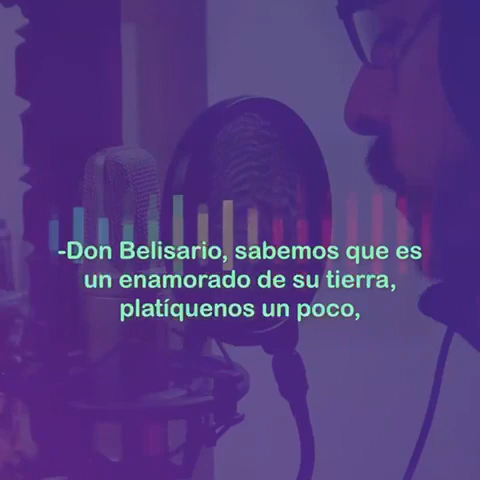 -Don Belisario, sabemos que es
un enamorado de su tierra,
platíquenos un poco,